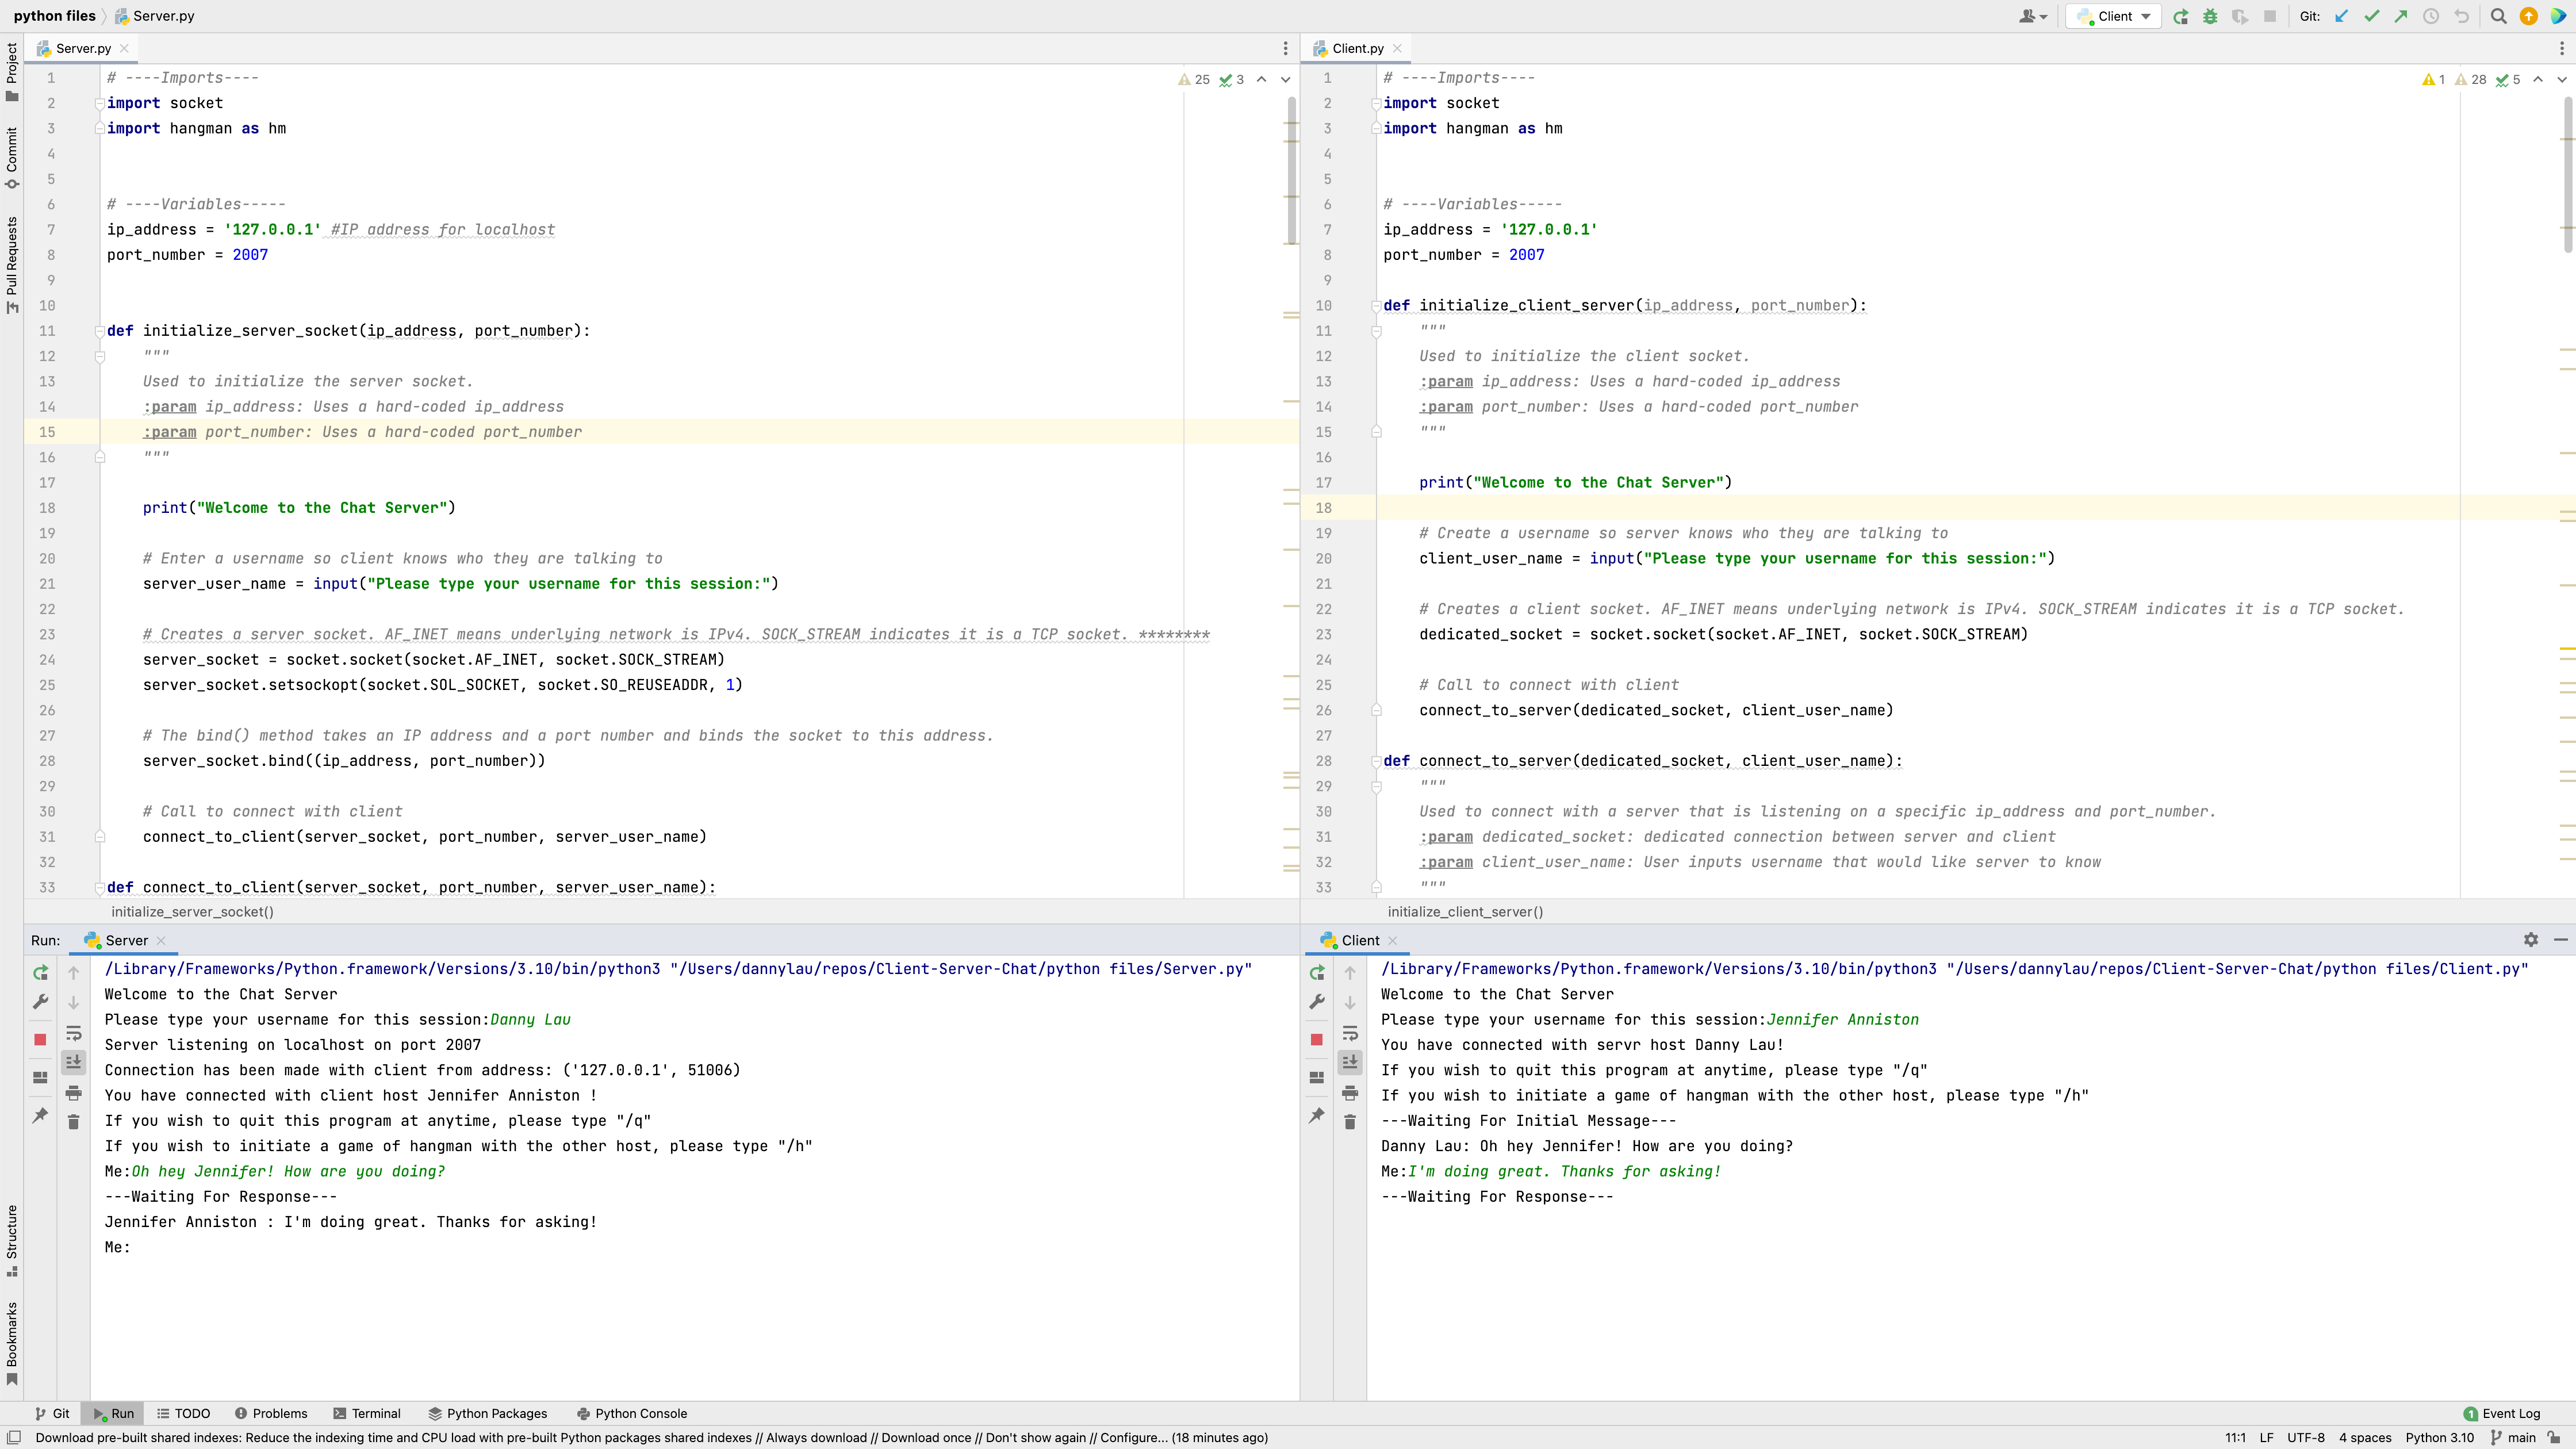 python files
Server.py
Client
Git:
Project
Commit
Pull Requests
Structure
Bookmarks
Server.py
25
3
1 # ----Imports----
2 import socket
3 import hangman as hm
4
5
6 # ----Variables-----
7 ip_address = '127.0.0.1' #IP address for localhost
8 port_number = 2007
9
10
11 def initialize_server_socket(ip_address, port_number):
12 """
13 Used to initialize the server socket.
14 :param ip_address: Uses a hard-coded ip_address
15 :param port_number: Uses a hard-coded port_number
16 """
17
18 print("Welcome to the Chat Server")
19
20 # Enter a username so client knows who they are talking to
21 server_user_name = input("Please type your username for this session:")
22
23 # Creates a server socket. AF_INET means underlying network is IPv4. SOCK_STREAM indicates it is a TCP socket. ********
24 server_socket = socket.socket(socket.AF_INET, socket.SOCK_STREAM)
25 server_socket.setsockopt(socket.SOL_SOCKET, socket.SO_REUSEADDR, 1)
26
27 # The bind() method takes an IP address and a port number and binds the socket to this address.
28 server_socket.bind((ip_address, port_number))
29
30 # Call to connect with client
31 connect_to_client(server_socket, port_number, server_user_name)
32
33 def connect_to_client(server_socket, port_number, server_user_name):
initialize_server_socket()
Client.py
1
28
5
1 # ----Imports----
2 import socket
3 import hangman as hm
4
5
6 # ----Variables-----
7 ip_address = '127.0.0.1'
8 port_number = 2007
9
10 def initialize_client_server(ip_address, port_number):
11 """
12 Used to initialize the client socket.
13 :param ip_address: Uses a hard-coded ip_address
14 :param port_number: Uses a hard-coded port_number
15 """
16
17 print("Welcome to the Chat Server")
18
19 # Create a username so server knows who they are talking to
20 client_user_name = input("Please type your username for this session:")
21
22 # Creates a client socket. AF_INET means underlying network is IPv4. SOCK_STREAM indicates it is a TCP socket.
23 dedicated_socket = socket.socket(socket.AF_INET, socket.SOCK_STREAM)
24
25 # Call to connect with client
26 connect_to_server(dedicated_socket, client_user_name)
27
28 def connect_to_server(dedicated_socket, client_user_name):
29 """
30 Used to connect with a server that is listening on a specific ip_address and port_number.
31 :param dedicated_socket: dedicated connection between server and client
32 :param client_user_name: User inputs username that would like server to know
33 """
initialize_client_server()
Run:
Server
/Library/Frameworks/Python.framework/Versions/3.10/bin/python3 "/Users/dannylau/repos/Client-Server-Chat/python files/Server.py"
Welcome to the Chat Server
Please type your username for this session:Danny Lau
Server listening on localhost on port 2007
Connection has been made with client from address: ('127.0.0.1', 51006)
You have connected with client host Jennifer Anniston !
If you wish to quit this program at anytime, please type "/q"
If you wish to initiate a game of hangman with the other host, please type "/h"
Me:Oh hey Jennifer! How are you doing?
---Waiting For Response---
Jennifer Anniston : I'm doing great. Thanks for asking!
Me:
Client
/Library/Frameworks/Python.framework/Versions/3.10/bin/python3 "/Users/dannylau/repos/Client-Server-Chat/python files/Client.py"
Welcome to the Chat Server
Please type your username for this session:Jennifer Anniston
You have connected with servr host Danny Lau!
If you wish to quit this program at anytime, please type "/q"
If you wish to initiate a game of hangman with the other host, please type "/h"
---Waiting For Initial Message---
Danny Lau: Oh hey Jennifer! How are you doing?
Me:I'm doing great. Thanks for asking!
---Waiting For Response---
Git
Run
TODO
Problems
Terminal
Python Packages
Python Console
1 Event Log
Download pre-built shared indexes: Reduce the indexing time and CPU load with pre-built Python packages shared indexes // Always download // Download once // Don't show again // Configure... (18 minutes ago)
11:1
LF
UTF-8
4 spaces
Python 3.10
main